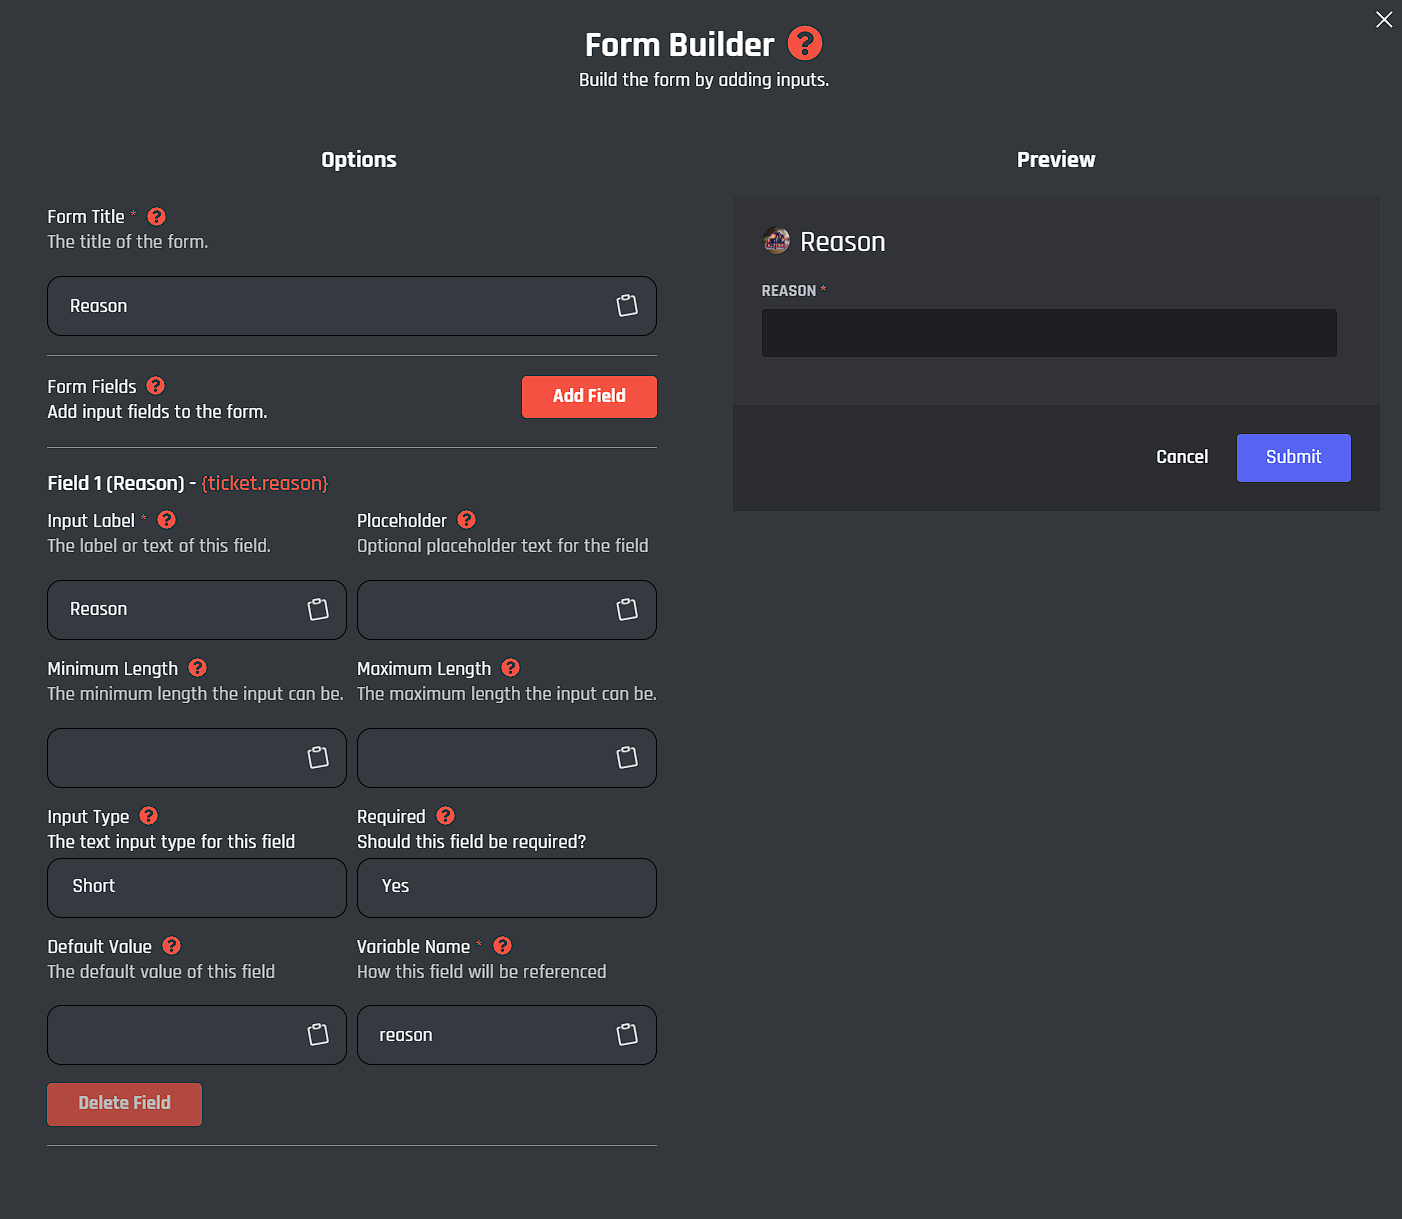 Form Builder
Build the form by adding inputs.
Options
Form Title *
The title of the form.
Reason
Form Fields
Add input fields to the form.
Add Field
Field 1 (Reason) - {ticket.reason}
Input Label *
The label or text of this field.
Reason
Placeholder
Optional placeholder text for the field
Minimum Length
The minimum length the input can be.
Maximum Length
The maximum length the input can be.
Input Type
The text input type for this field
Short
Required
Should this field be required?
Yes
Default Value
The default value of this field
Variable Name *
How this field will be referenced
reason
Delete Field
Preview
Reason
REASON *
Cancel
Submit